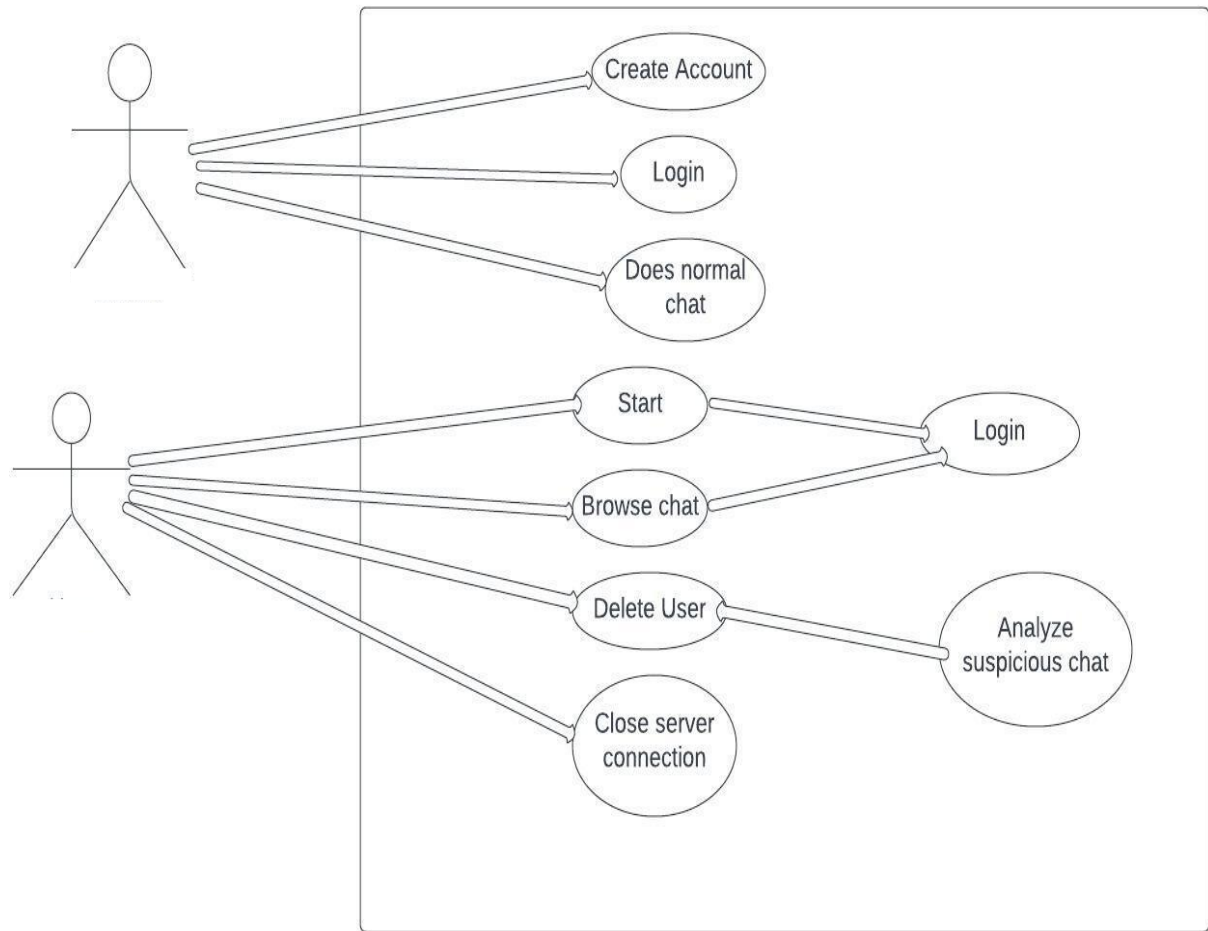 Create Account
Login
Does normal
chat
Start
Login
Browse chat
Delete User
Analyze
suspicious chat
Close server
connection